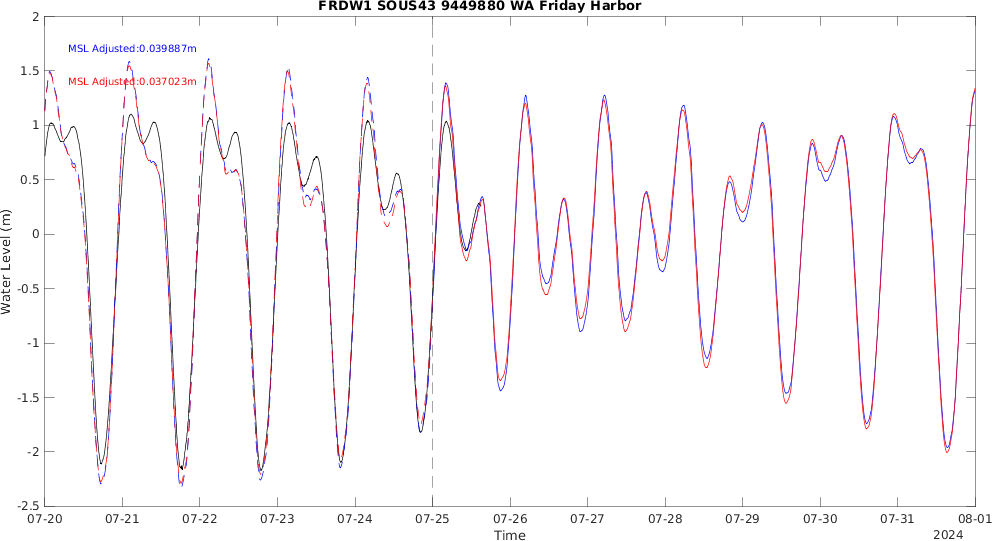 FRDW1 SOUS43 9449880 WA Friday Harbor
MSL Adjusted:0.039887m
MSL Adjusted:0.037023m
2
1.5
1
0.5
0
-0.5
-1
-1.5
-2
-2.5
Water Level (m)
07-20 07-21 07-22 07-23 07-24 07-25 07-26 07-27 07-28 07-29 07-30 07-31 08-01
Time
2024